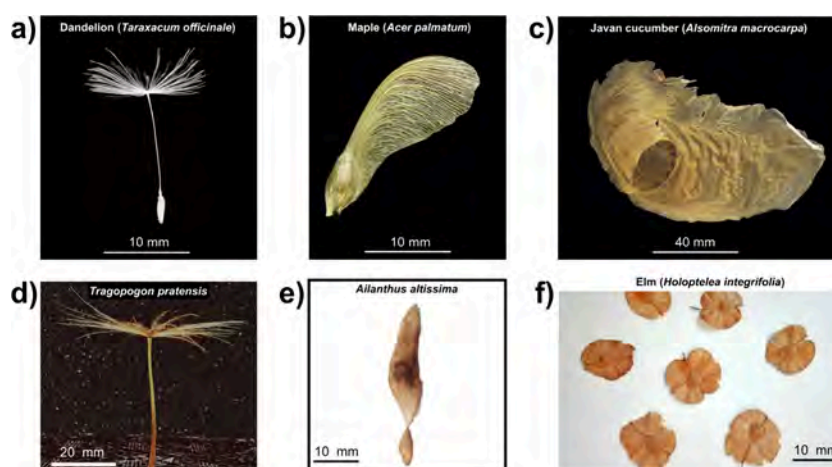 a) Dandelion (Taraxacum officinale)
b) Maple (Acer palmatum)
c) Javan cucumber (Alsomitra macrocarpa)
10 mm
10 mm
40 mm
d) Tragopogon pratensis
e) Ailanthus altissima
f) Elm (Holoptelea integrifolia)
20 mm
10 mm
10 mm